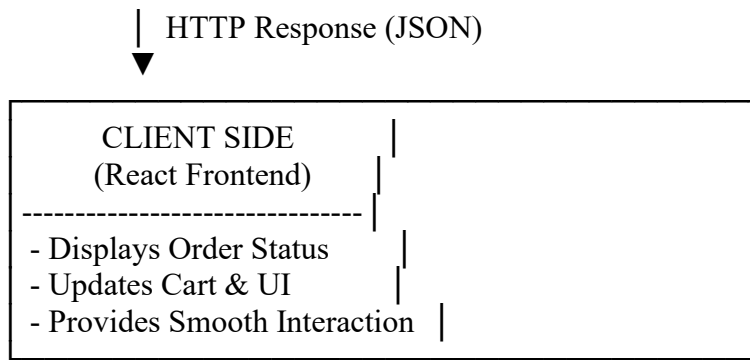 │ HTTP Response (JSON)
▼
CLIENT SIDE │
(React Frontend) │
-------------------------------- │
- Displays Order Status │
- Updates Cart & UI │
- Provides Smooth Interaction │